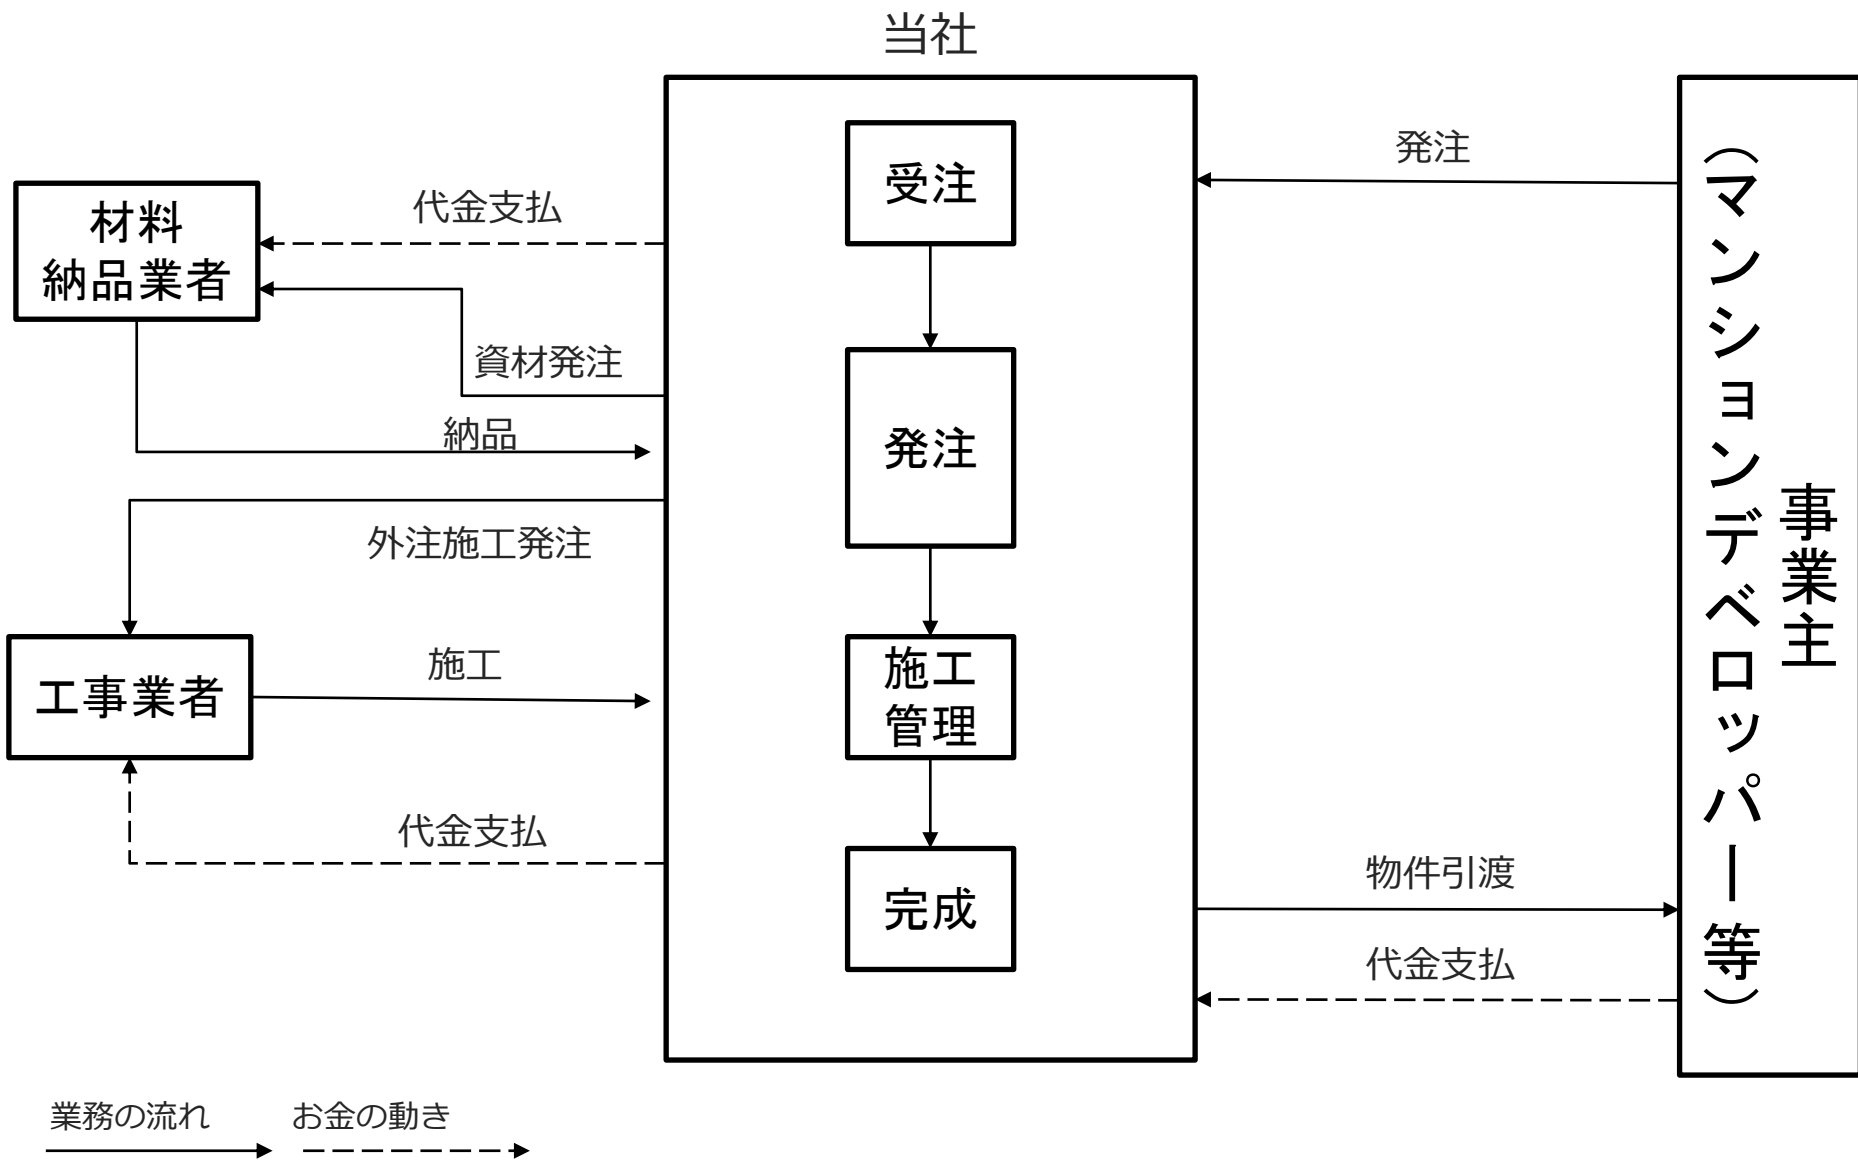 当社
受注
発注
施工
管理
完成
材料
納品業者
代金支払
資材発注
納品
外注施工発注
工事業者
施工
代金支払
発注
物件引渡
代金支払
事業主
（マンションデベロッパー等）
業務の流れ
お金の動き